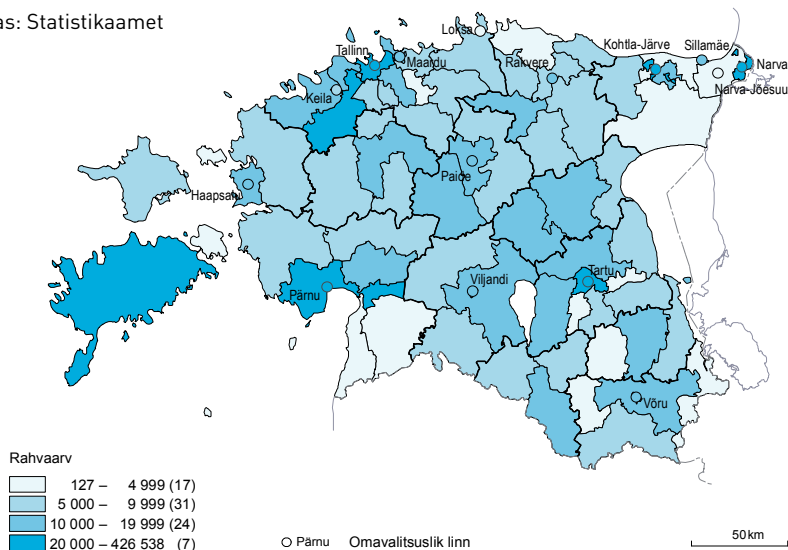 as: Statistikaamet
Loksa
Tallinn
Maardu
Rakvere
Kohtla-Järve
Sillamäe
Narva
Keila
Narva-Jõesuu
Paide
Haapsalu
Tartu
Pärnu
Viljandi
Võru
Rahvaarv
127 – 4 999 (17)
5 000 – 9 999 (31)
10 000 – 19 999 (24)
20 000 – 426 538 (7)
Pärnu Omavalitsuslik linn
50 km